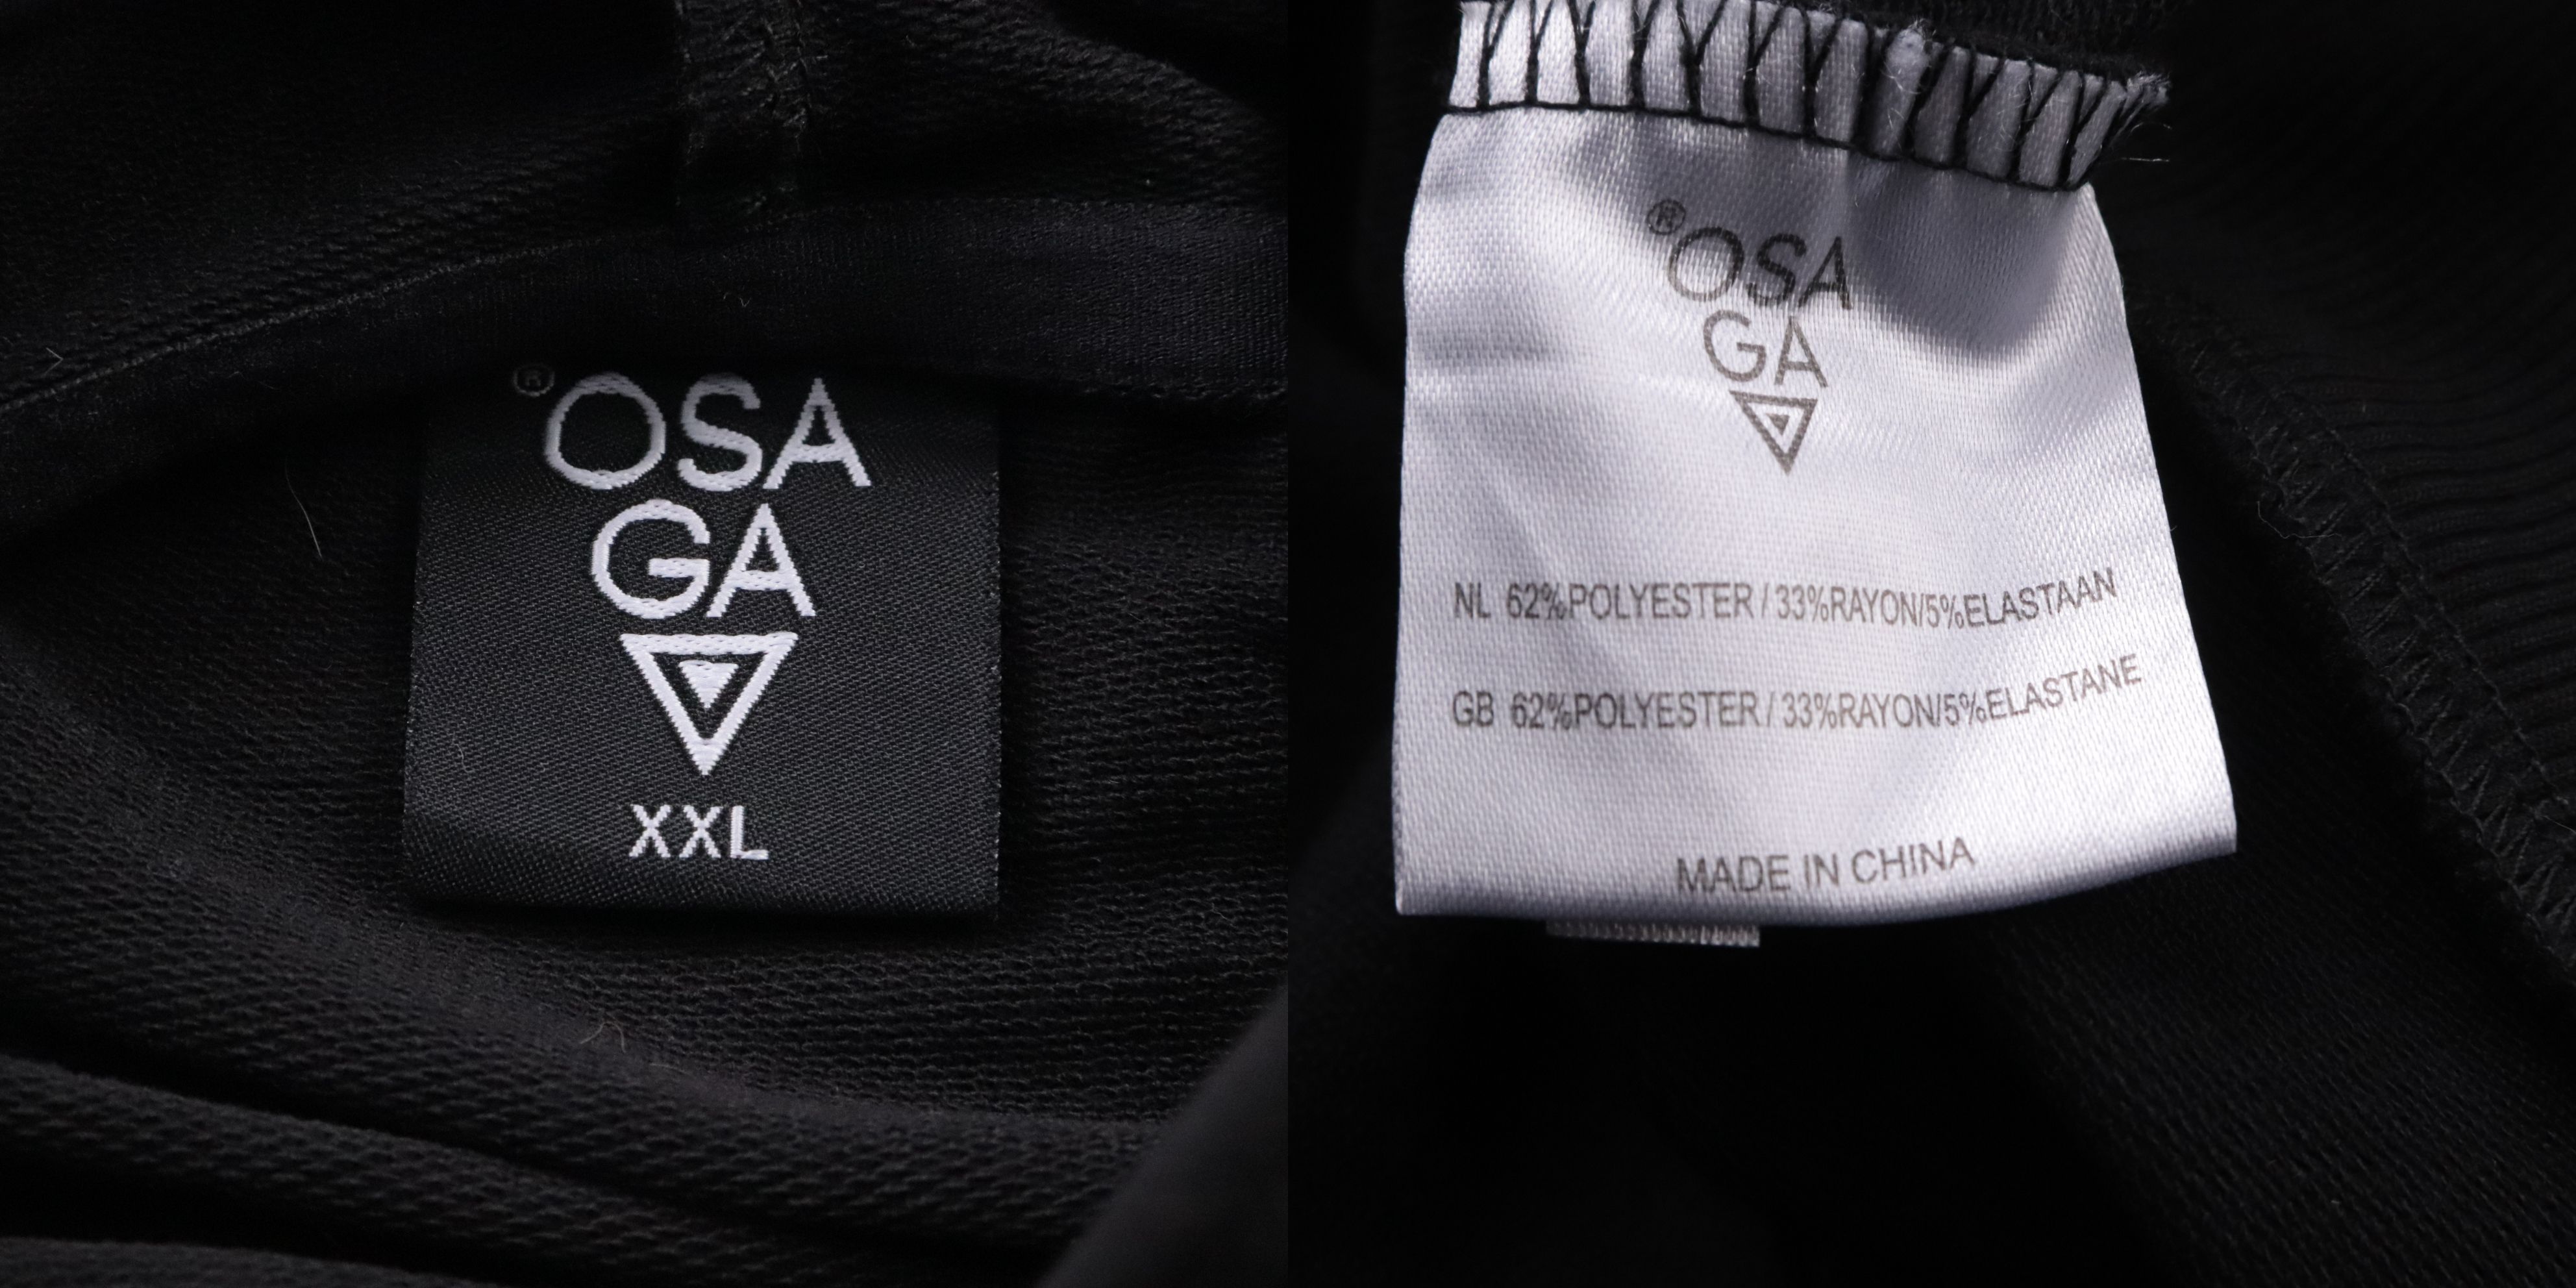 ®OSA
GA
XXL
®OSA
GA
NL 62%POLYESTER / 33%RAYON/5%ELASTAAN
GB 62%POLYESTER / 33%RAYON/5%ELASTANE
MADE IN CHINA